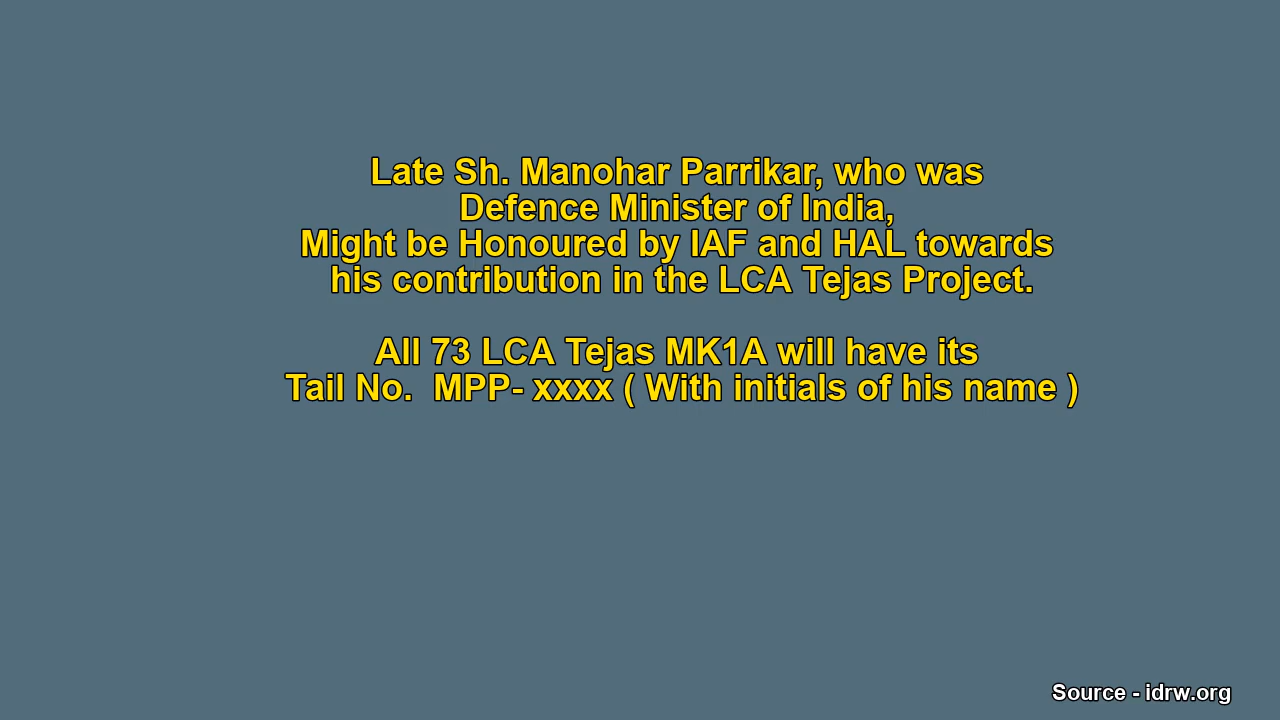 Late Sh. Manohar Parrikar, who was
Defence Minister of India,
Might be Honoured by IAF and HAL towards
his contribution in the LCA Tejas Project.
All 73 LCA Tejas MK1A will have its
Tail No.  MPP- xxxx ( With initials of his name )
Source - idrw.org